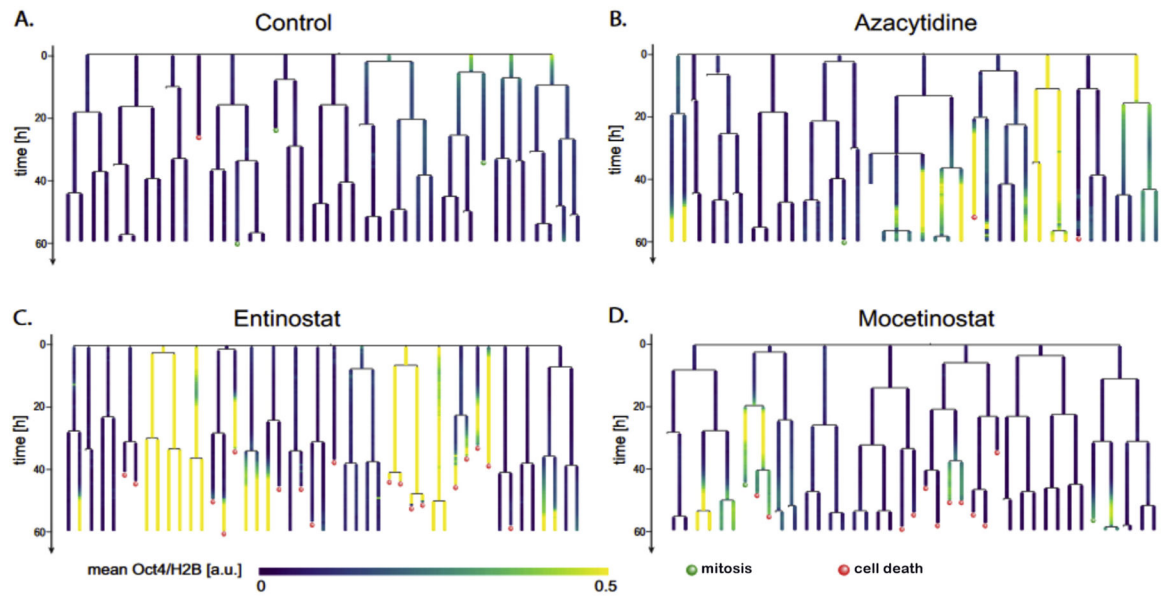 A.
Control
time [h]
0
20
40
60
B.
Azacytidine
time [h]
0
20
40
60
C.
Entinostat
time [h]
0
20
40
60
D.
Mocetinostat
time [h]
0
20
40
60
mean Oct4/H2B [a.u.]
0
0.5
mitosis
cell death